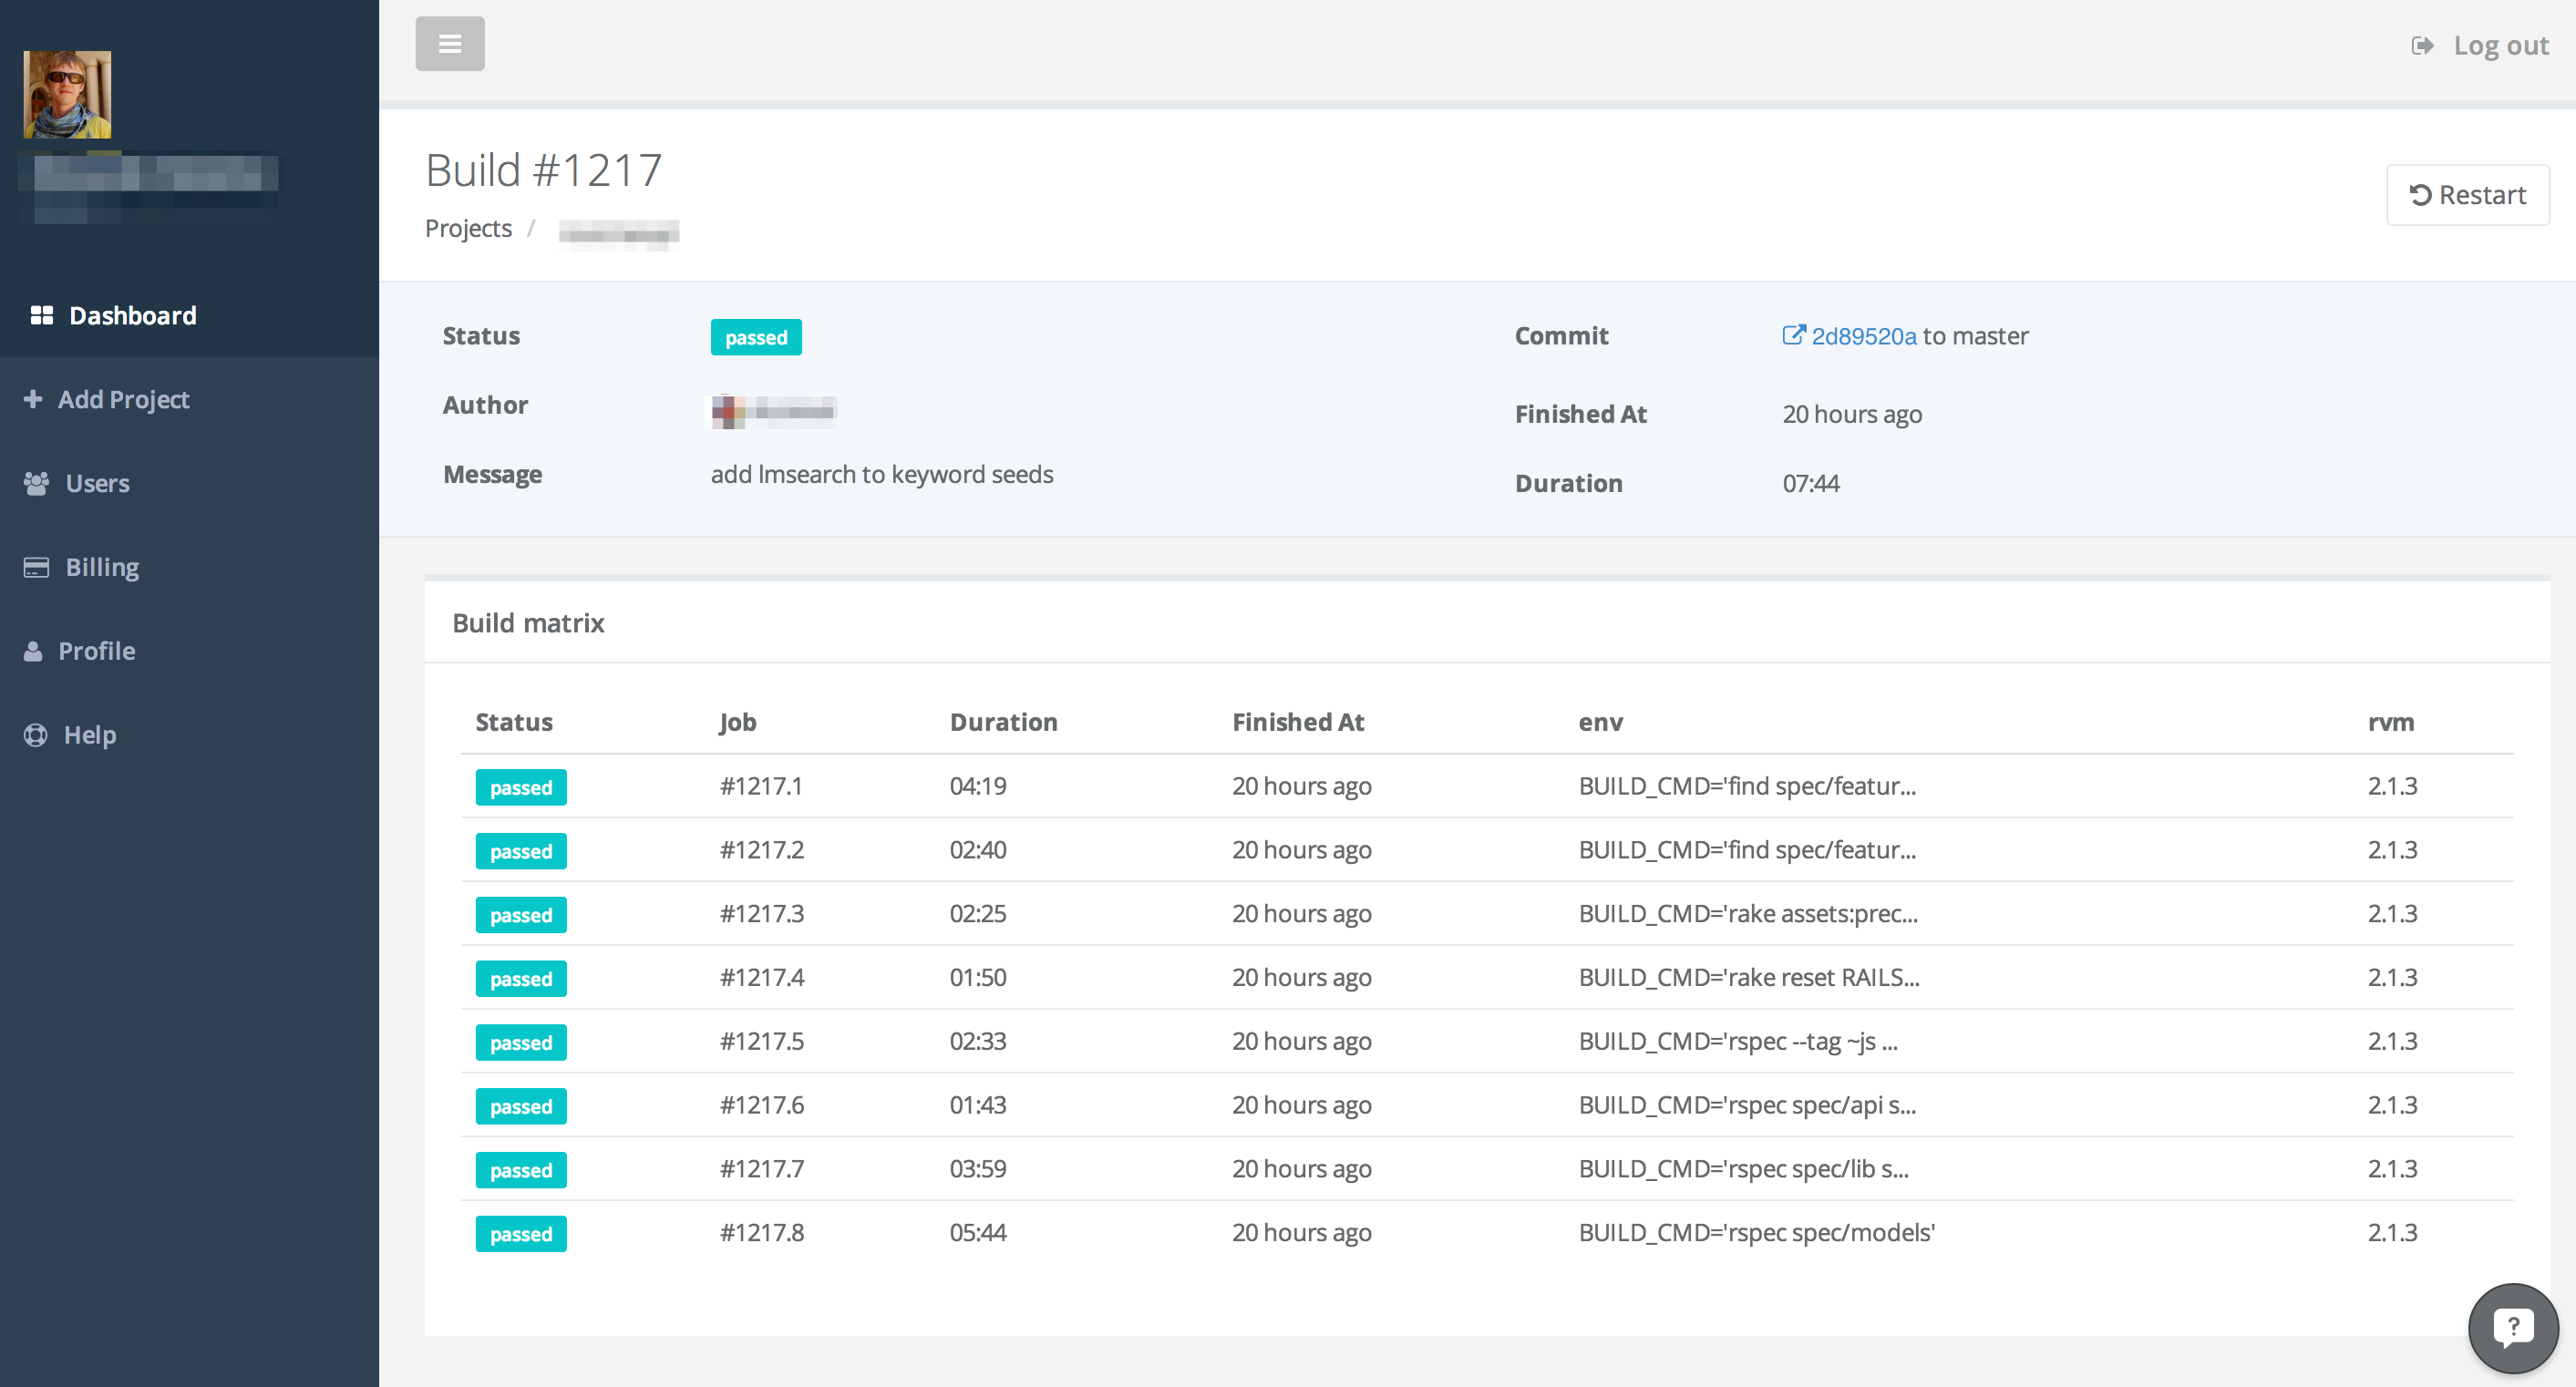 Log out
Build #1217
Restart
Projects /
Dashboard
Add Project
Users
Billing
Profile
Help
Status passed
Author
Message add lmsearch to keyword seeds
Commit 2d89520a to master
Finished At 20 hours ago
Duration 07:44
Build matrix
Status Job Duration Finished At env rvm
passed #1217.1 04:19 20 hours ago BUILD_CMD='find spec/featur... 2.1.3
passed #1217.2 02:40 20 hours ago BUILD_CMD='find spec/featur... 2.1.3
passed #1217.3 02:25 20 hours ago BUILD_CMD='rake assets:prec... 2.1.3
passed #1217.4 01:50 20 hours ago BUILD_CMD='rake reset RAILS... 2.1.3
passed #1217.5 02:33 20 hours ago BUILD_CMD='rspec --tag ~js ... 2.1.3
passed #1217.6 01:43 20 hours ago BUILD_CMD='rspec spec/api s... 2.1.3
passed #1217.7 03:59 20 hours ago BUILD_CMD='rspec spec/lib s... 2.1.3
passed #1217.8 05:44 20 hours ago BUILD_CMD='rspec spec/models' 2.1.3
?